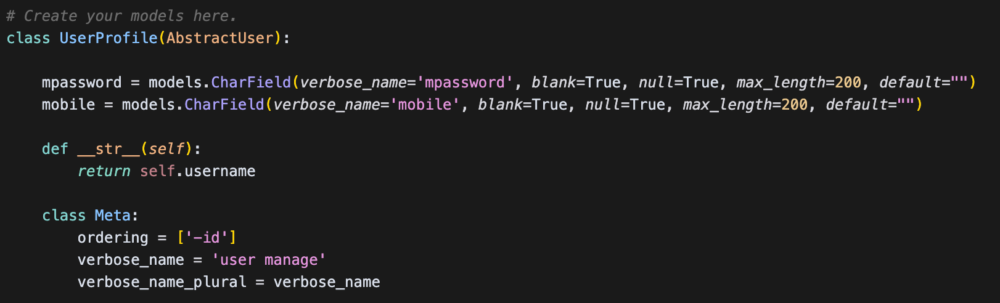 # Create your models here.
class UserProfile(AbstractUser):
    mpassword = models.CharField(verbose_name='mpassword', blank=True, null=True, max_length=200, default="")
    mobile = models.CharField(verbose_name='mobile', blank=True, null=True, max_length=200, default="")
    def __str__(self):
        return self.username
    class Meta:
        ordering = ['-id']
        verbose_name = 'user manage'
        verbose_name_plural = verbose_name